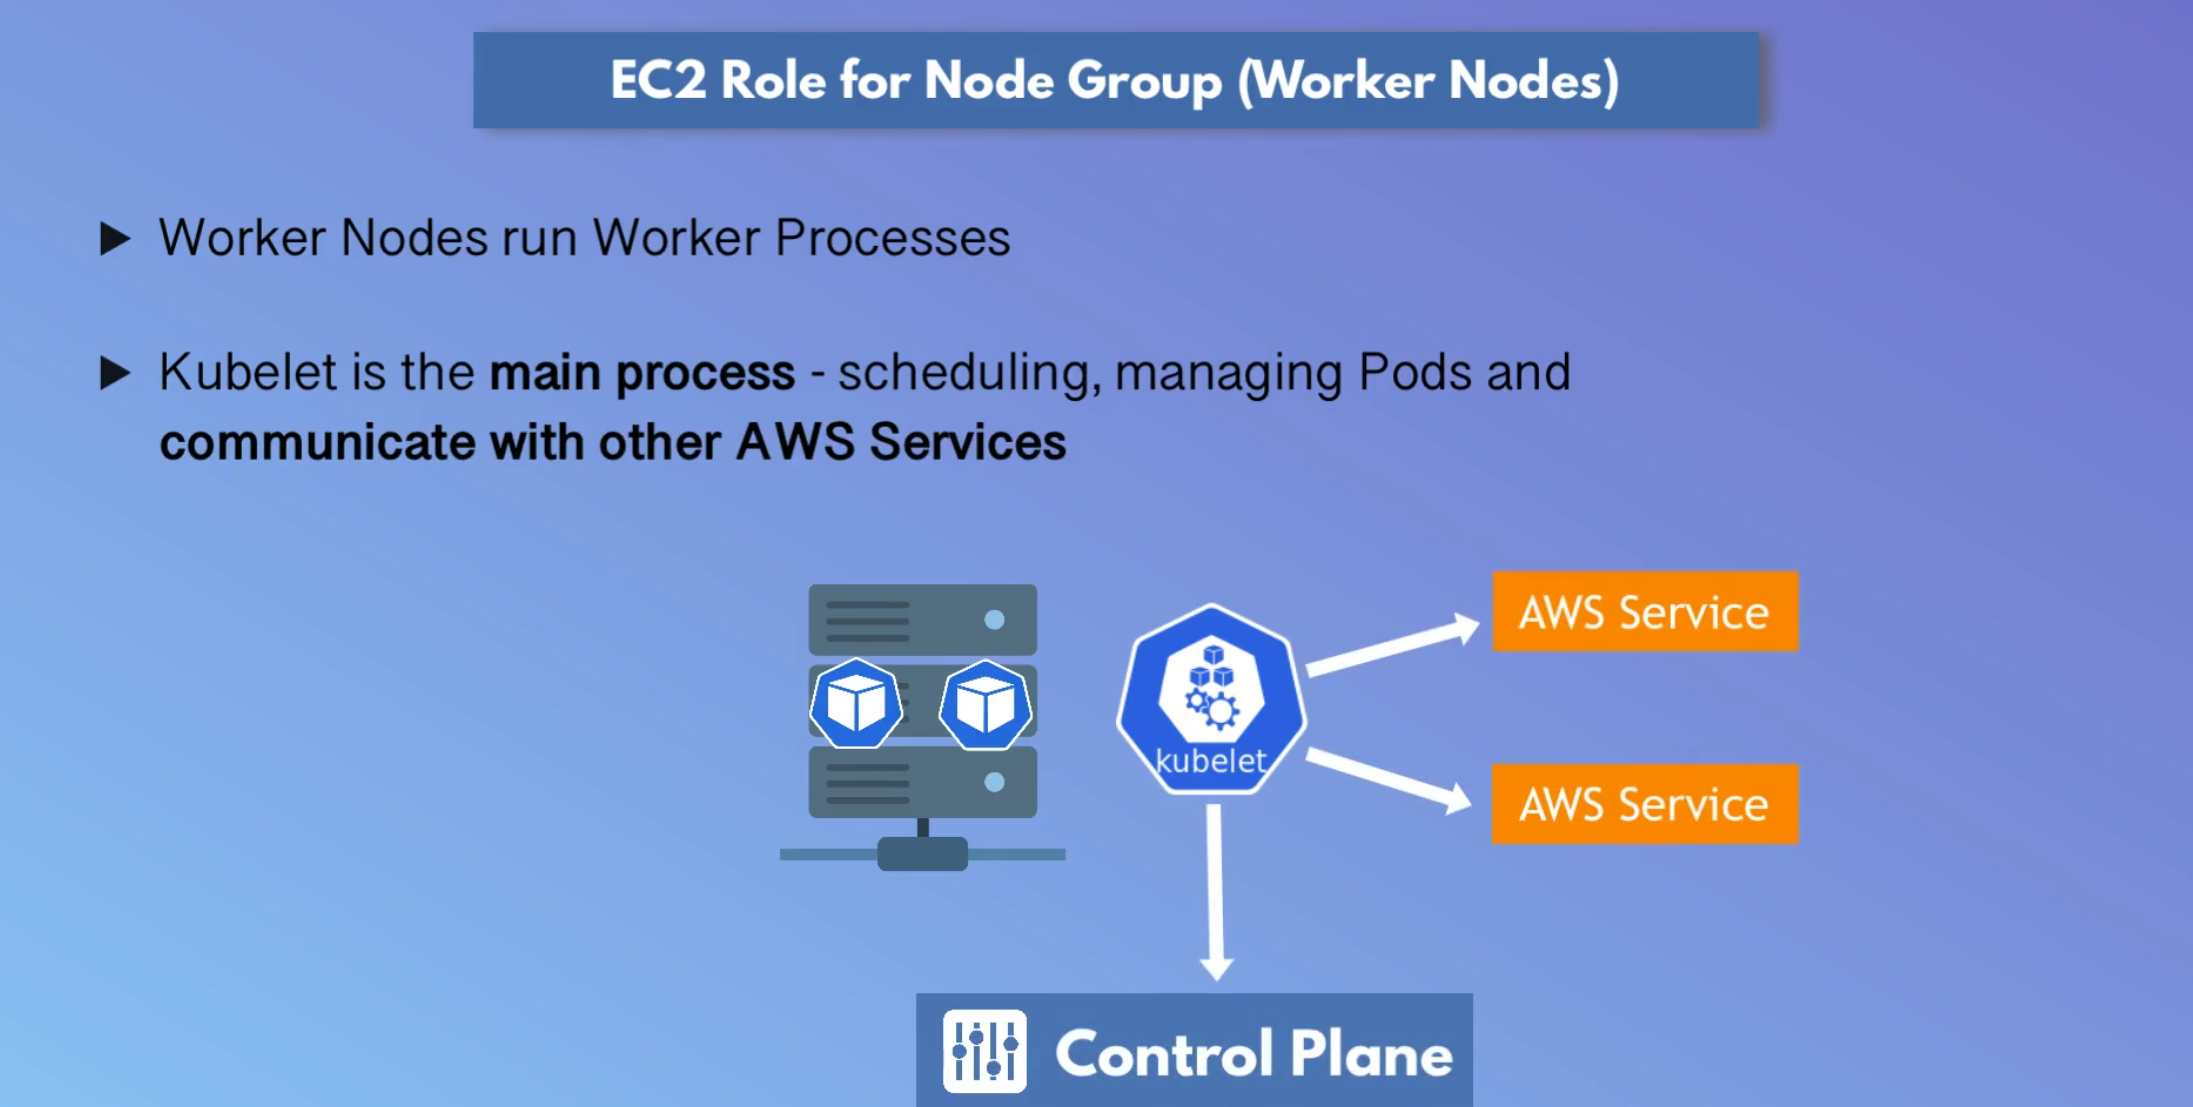 EC2 Role for Node Group (Worker Nodes)
Worker Nodes run Worker Processes
Kubelet is the main process - scheduling, managing Pods and
communicate with other AWS Services
AWS Service
kubelet
AWS Service
Control Plane